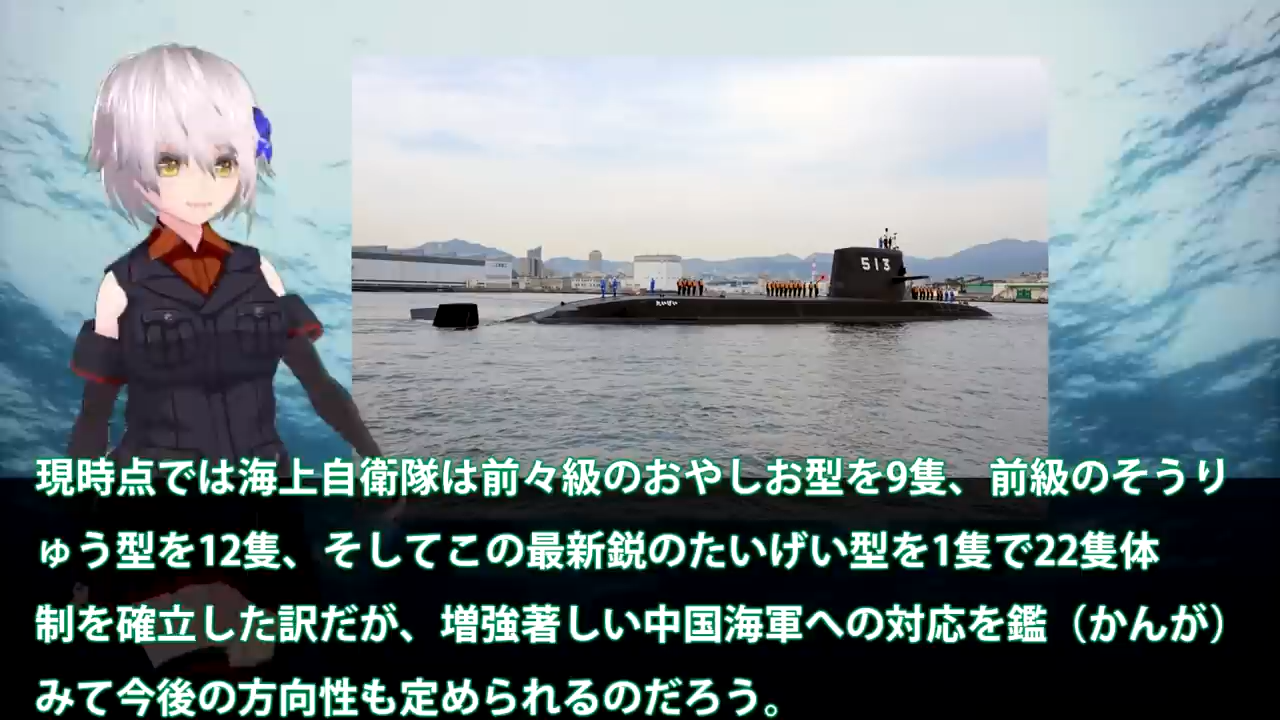 513
たいげい
現時点では海上自衛隊は前々級のおやしお型を9隻、前級のそうり
ゅう型を12隻、そしてこの最新鋭のたいげい型を1隻で22隻体
制を確立した訳だが、増強著しい中国海軍への対応を鑑（かんが）
みて今後の方向性も定められるのだろう。